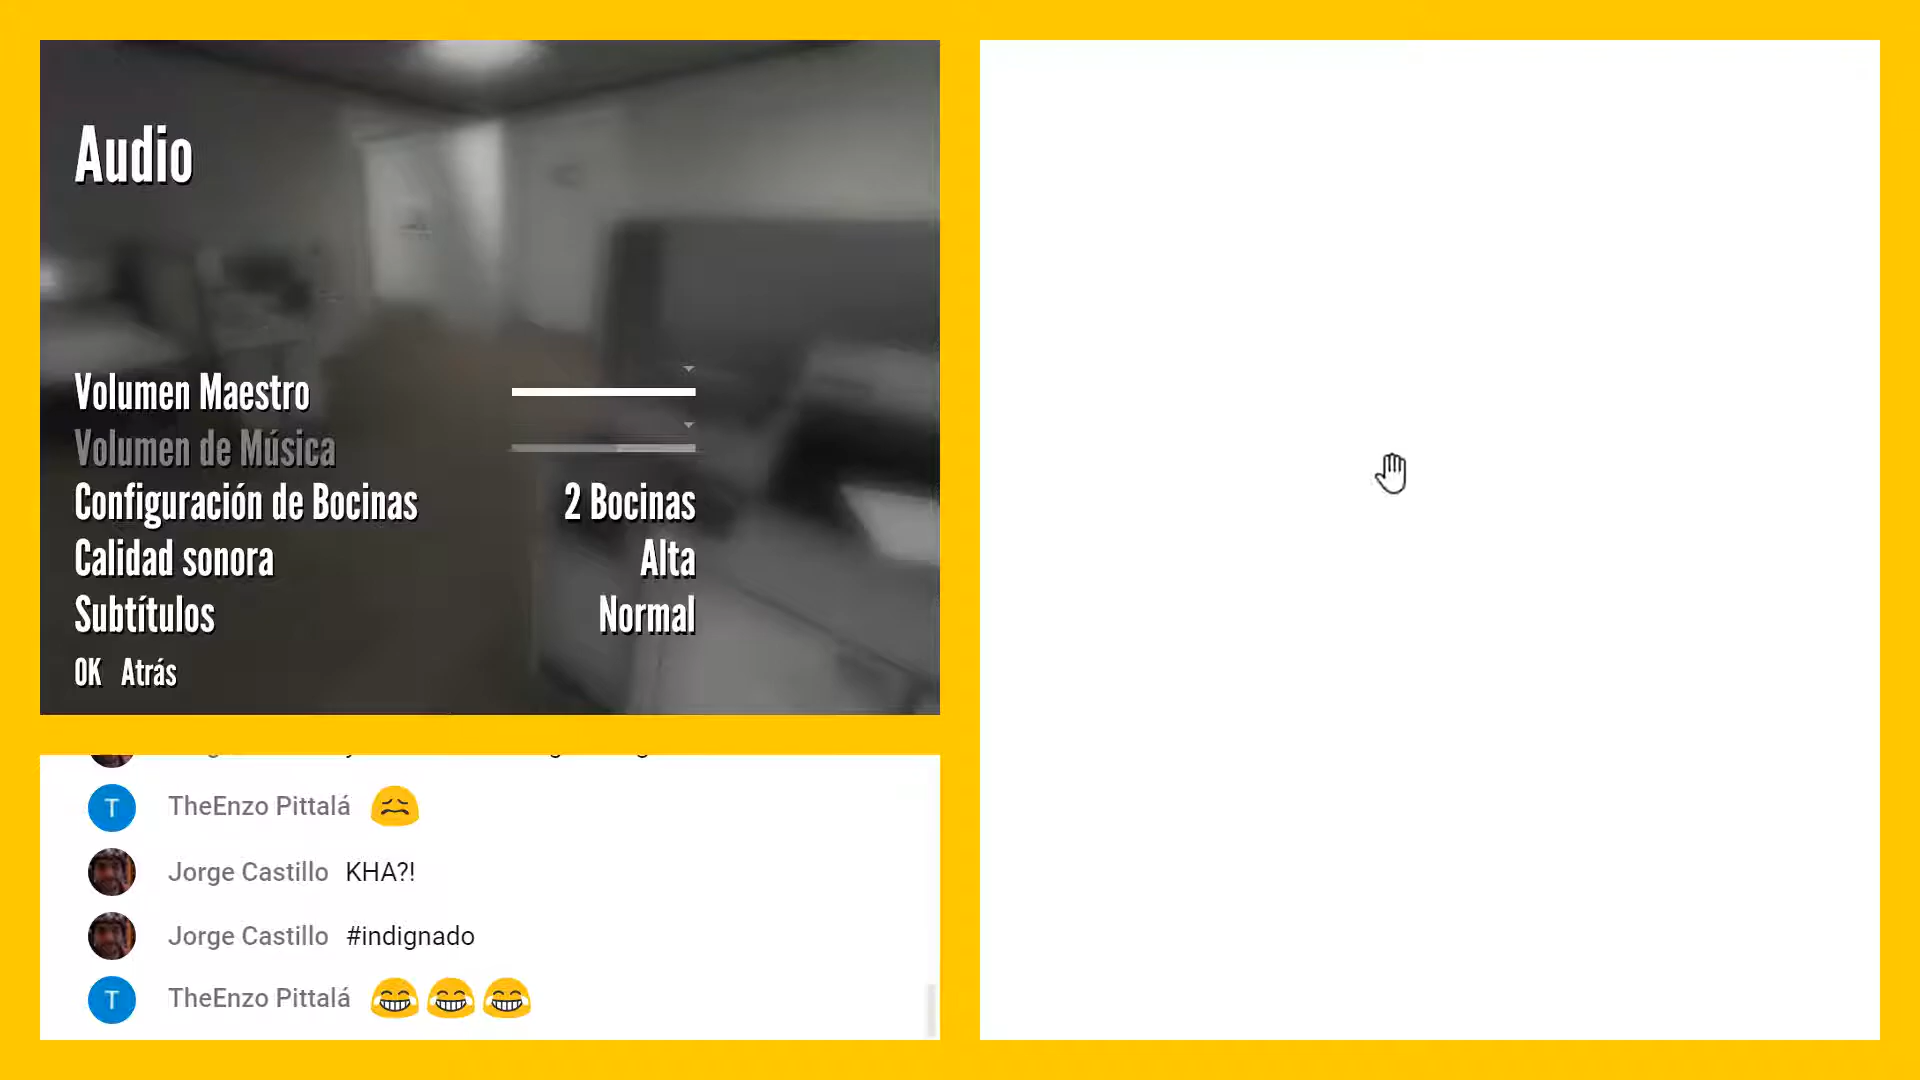 Audio
Volumen Maestro
Volumen de Música
Configuración de Bocinas 2 Bocinas
Calidad sonora Alta
Subtítulos Normal
OK Atrás
T TheEnzo Pittalá
Jorge Castillo KHA?!
Jorge Castillo #indignado
T TheEnzo Pittalá